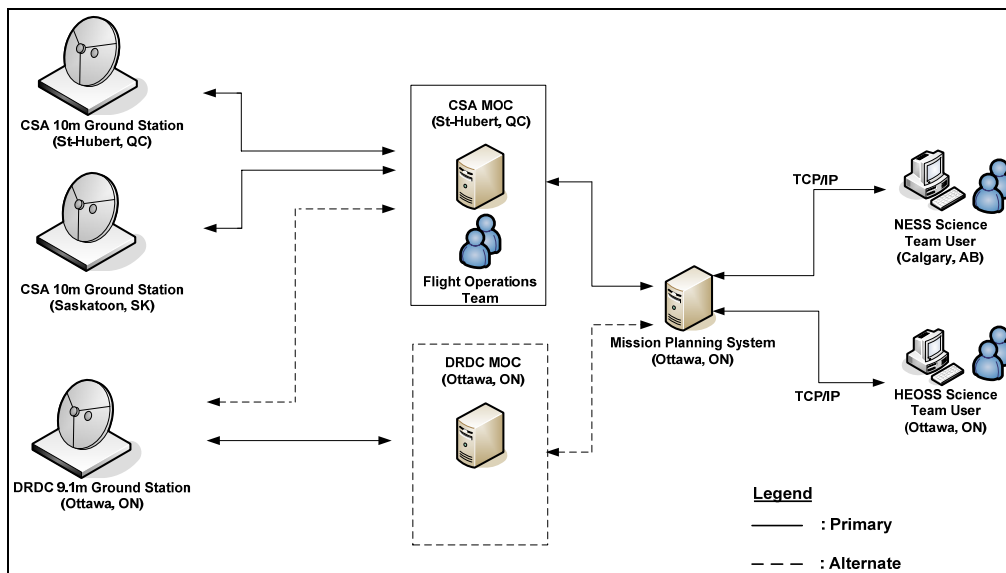 CSA 10m Ground Station
(St-Hubert, QC)
CSA 10m Ground Station
(Saskatoon, SK)
DRDC 9.1m Ground Station
(Ottawa, ON)
CSA MOC
(St-Hubert, QC)
Flight Operations
Team
DRDC MOC
(Ottawa, ON)
Mission Planning System
(Ottawa, ON)
TCP/IP
NESS Science
Team User
(Calgary, AB)
TCP/IP
HEOSS Science
Team User
(Ottawa, ON)
Legend
: Primary
: Alternate